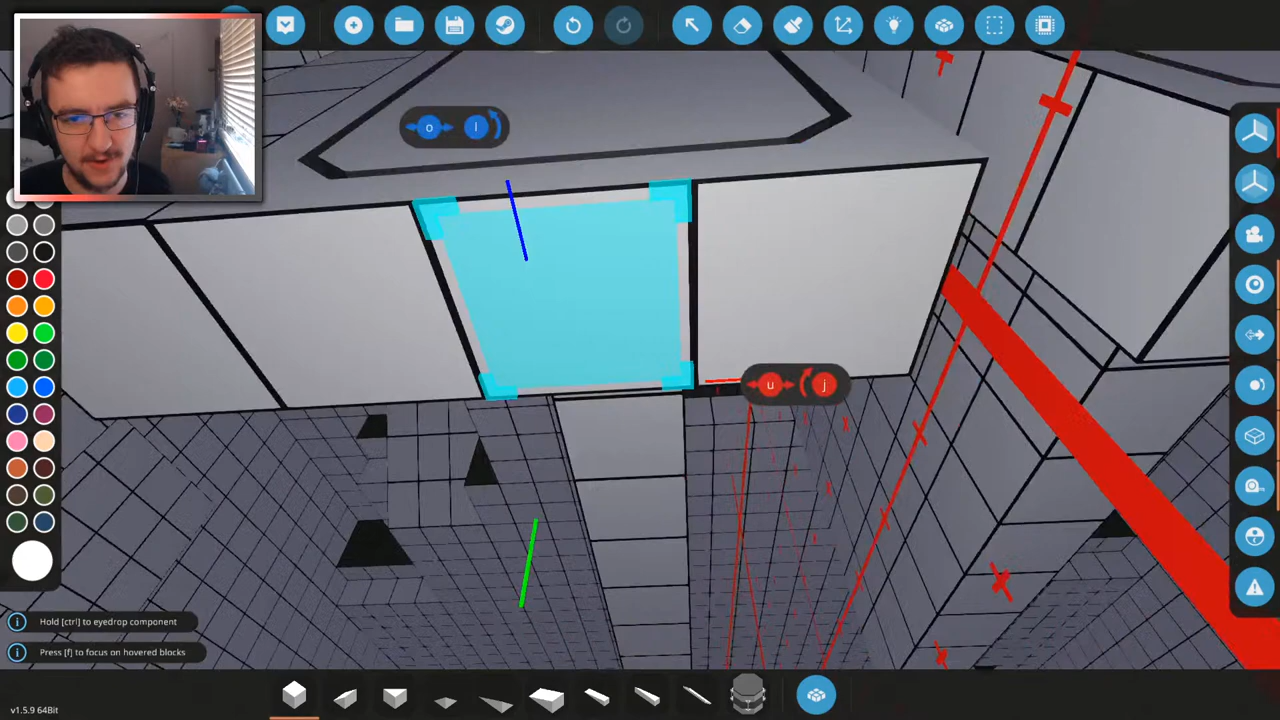 o l
u j
Hold [ctrl] to eyedrop component
Press [f] to focus on hovered blocks
v1.5.9 64Bit